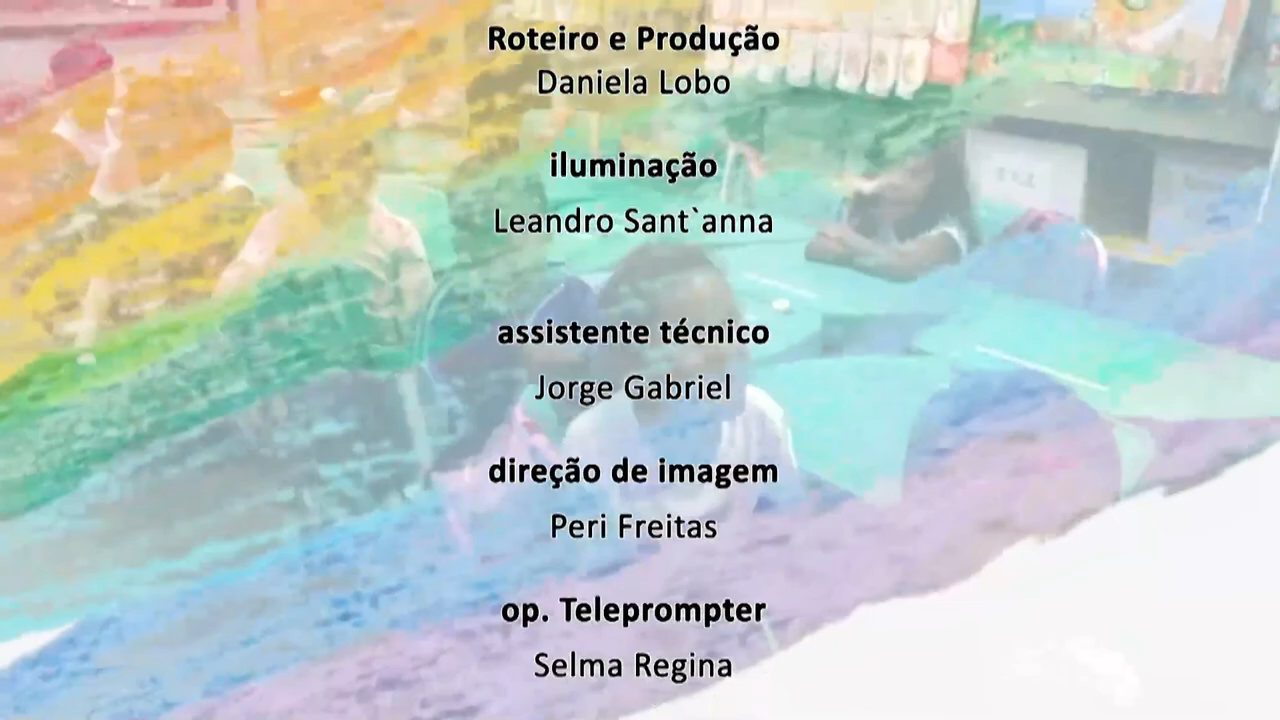 Roteiro e Produção
Daniela Lobo
iluminação
Leandro Sant`anna
assistente técnico
Jorge Gabriel
direção de imagem
Peri Freitas
op. Teleprompter
Selma Regina